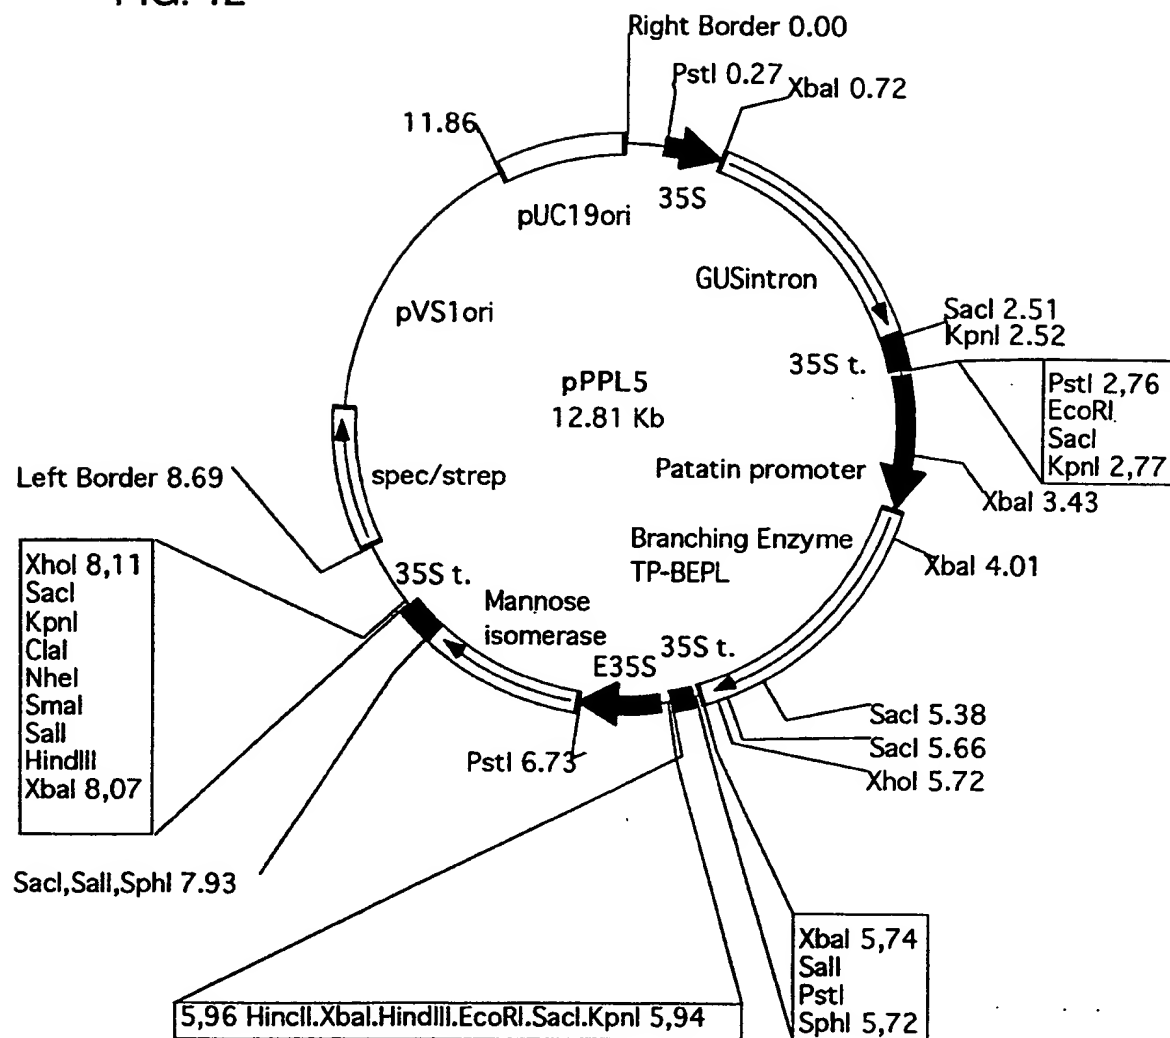 FIG. 12
Right Border 0.00
PstI 0.27
XbaI 0.72
11.86
35S
pUC19ori
GUSintron
pVS1ori
SacI 2.51
KpnI 2.52
35S t.
pPPL5
12.81 Kb
PstI 2,76
EcoRI
SacI
KpnI 2,77
Patatin promoter
XbaI 3.43
Left Border 8.69
spec/strep
Branching Enzyme
TP-BEPL
XbaI 4.01
XhoI 8,11
SacI
KpnI
ClaI
NheI
SmaI
SalI
HindIII
XbaI 8,07
35S t.
Mannose
isomerase
E35S
35S t.
SacI 5.38
SacI 5.66
XhoI 5.72
PstI 6.73
SacI,SalI,SphI 7.93
XbaI 5,74
SalI
PstI
SphI 5,72
5,96 HincII.XbaI.HindIII.EcoRI.SacI.KpnI 5,94